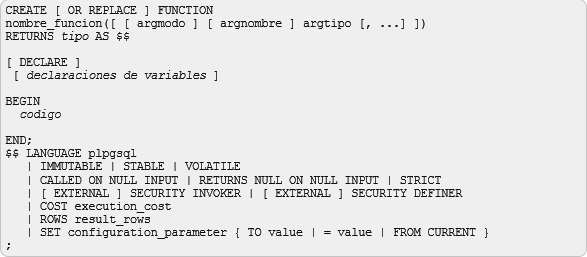 CREATE [ OR REPLACE ] FUNCTION
nombre_funcion([ [ argmodo ] [ argnombre ] argtipo [, ...] ])
RETURNS tipo AS $$
[ DECLARE ]
[ declaraciones de variables ]
BEGIN
codigo
END;
$$ LANGUAGE plpgsql
| IMMUTABLE | STABLE | VOLATILE
| CALLED ON NULL INPUT | RETURNS NULL ON NULL INPUT | STRICT
| [ EXTERNAL ] SECURITY INVOKER | [ EXTERNAL ] SECURITY DEFINER
| COST execution_cost
| ROWS result_rows
| SET configuration_parameter { TO value | = value | FROM CURRENT }
;